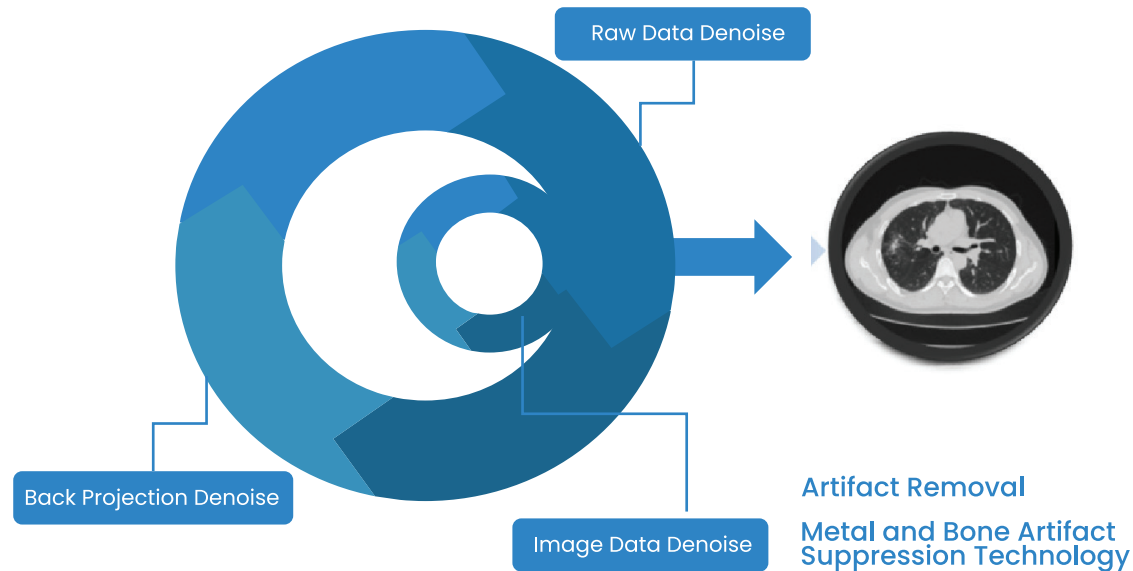 Raw Data Denoise
Back Projection Denoise
Image Data Denoise
Artifact Removal
Metal and Bone Artifact
Suppression Technology